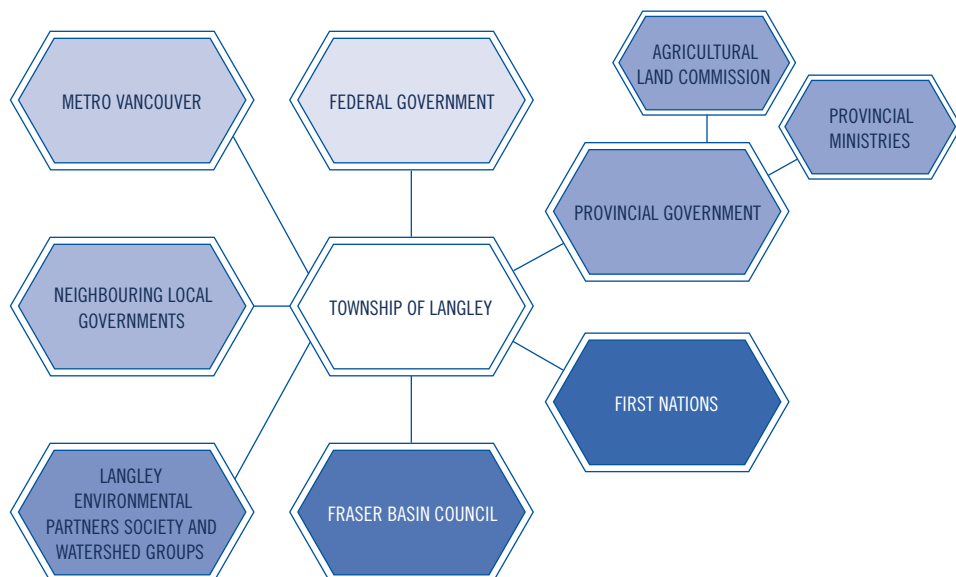 METRO VANCOUVER
FEDERAL GOVERNMENT
AGRICULTURAL
LAND COMMISSION
PROVINCIAL
MINISTRIES
PROVINCIAL GOVERNMENT
NEIGHBOURING LOCAL
GOVERNMENTS
TOWNSHIP OF LANGLEY
FIRST NATIONS
LANGLEY
ENVIRONMENTAL
PARTNERS SOCIETY AND
WATERSHED GROUPS
FRASER BASIN COUNCIL